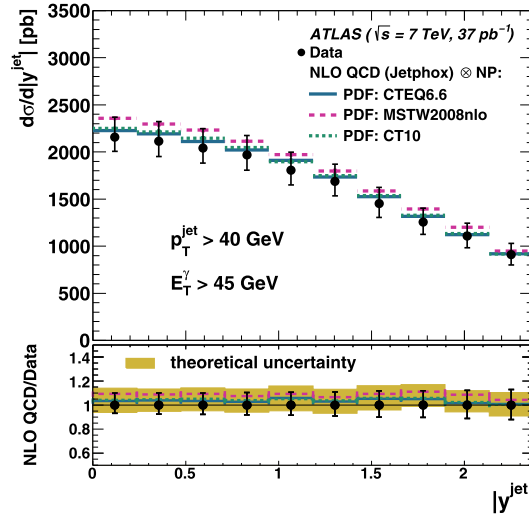 dσ/d|y^jet| [pb]
3500
3000
2500
2000
1500
1000
500
0
ATLAS (√s = 7 TeV, 37 pb⁻¹)
Data
NLO QCD (Jetphox) ⊗ NP:
PDF: CTEQ6.6
PDF: MSTW2008nlo
PDF: CT10
p_T^jet > 40 GeV
E_T^γ > 45 GeV
NLO QCD/Data
1.4
1.2
1.0
0.8
0.6
theoretical uncertainty
0 0.5 1 1.5 2
|y^jet